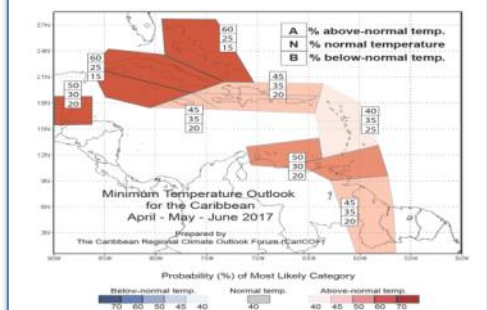 27N
24N
21N
18N
15N
12N
9N
6N
3N
60
25
15
A % above-normal temp.
N % normal temperature
B % below-normal temp.
60
25
15
50
30
20
45
35
20
45
35
20
40
35
25
50
30
20
45
35
20
Minimum Temperature Outlook
for the Caribbean
April - May - June 2017
Prepared by
The Caribbean Regional Climate Outlook Forum (CariCOF)
Probability (%) of Most Likely Category
Below-normal temp. Normal temp. Above-normal temp.
70 60 50 45 40 40 40 45 50 60 70